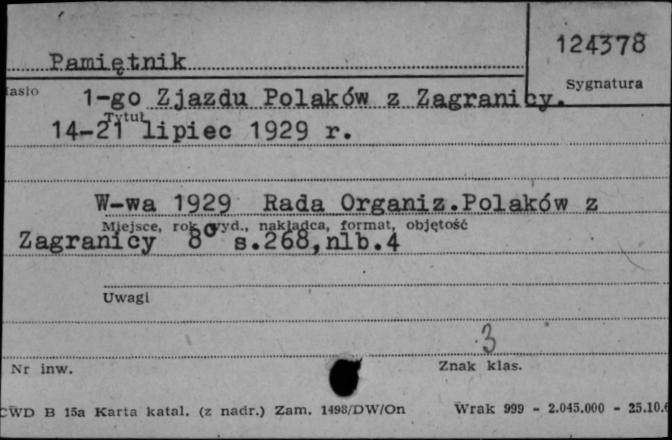 124378
Pamiętnik
Sygnatura
asło
1-go Zjazdu Polaków z Zagranicy.
Tytuł
14-21 lipiec 1929 r.
W-wa 1929 Rada Organiz.Polaków z
Miejsce, rok wyd., nakładca, format, objętość
Zagranicy 8° s.268,nlb.4
Uwagi
3
Nr inw.
Znak klas.
CWD B 15a Karta katal. (z nadr.) Zam. 1498/DW/On Wrak 999 - 2.045.000 - 25.10.6